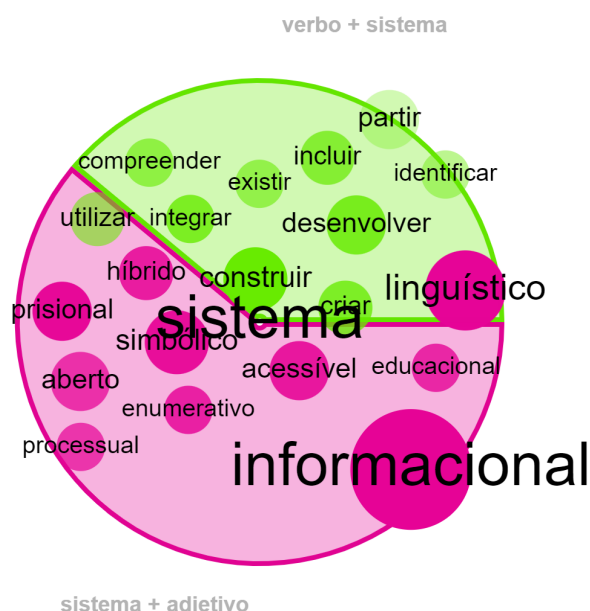 verbo + sistema
partir
incluir
compreender
existir
identificar
utilizar
integrar
desenvolver
híbrido
construir
linguístico
prisional
sistema
criar
simbólico
aberto
acessível
educacional
enumerativo
processual
informacional
sistema + adjetivo